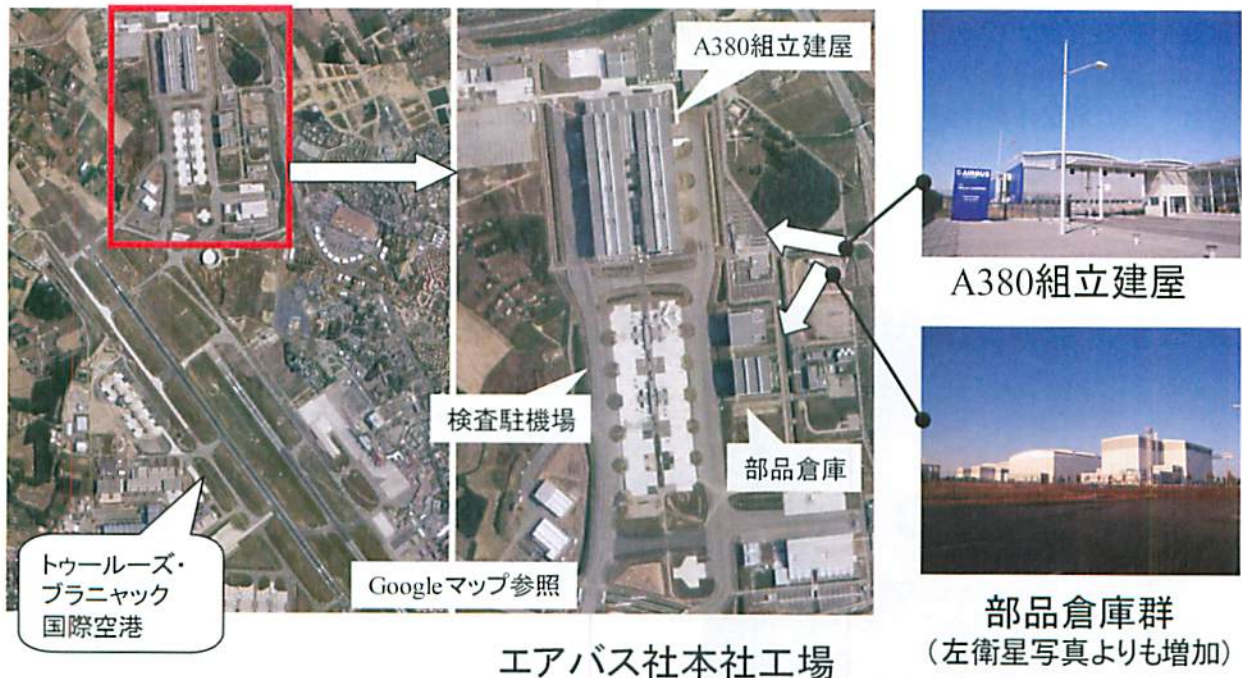 A380組立建屋
AIRBUS
A380組立建屋
検査駐機場
部品倉庫
トゥールーズ・
ブラニャック
国際空港
Googleマップ参照
部品倉庫群
(左衛星写真よりも増加)
エアバス社本社工場